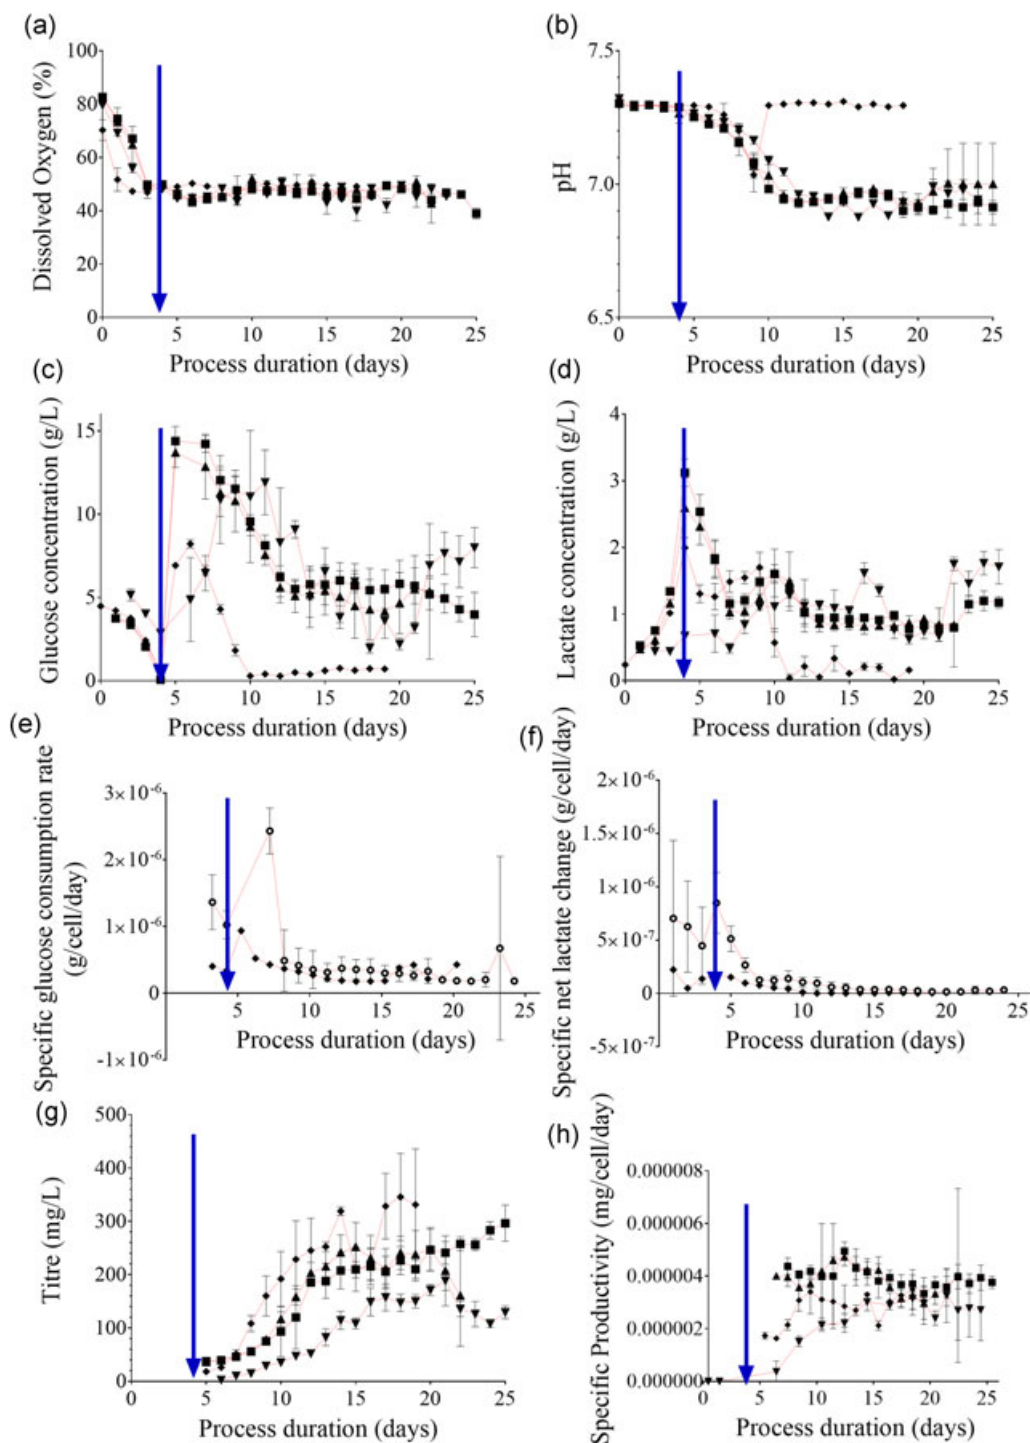 (a)
Dissolved Oxygen (%)
100
80
60
40
20
0
0 5 10 15 20 25
Process duration (days)
(b)
pH
7.5
7.0
6.5
0 5 10 15 20 25
Process duration (days)
(c)
Glucose concentration (g/L)
15
10
5
0
0 5 10 15 20 25
Process duration (days)
(d)
Lactate concentration (g/L)
4
3
2
1
0
0 5 10 15 20 25
Process duration (days)
(e)
Specific glucose consumption rate
(g/cell/day)
3×10⁻⁶
2×10⁻⁶
1×10⁻⁶
0
-1×10⁻⁶
5 10 15 20 25
Process duration (days)
(f)
Specific net lactate change (g/cell/day)
2×10⁻⁶
2×10⁻⁶
1×10⁻⁶
5×10⁻⁷
0
-5×10⁻⁷
5 10 15 20 25
Process duration (days)
(g)
Titre (mg/L)
500
400
300
200
100
0
0 5 10 15 20 25
Process duration (days)
(h)
Specific Productivity (mg/cell/day)
0.000008
0.000006
0.000004
0.000002
0.000000
0 5 10 15 20 25
Process duration (days)